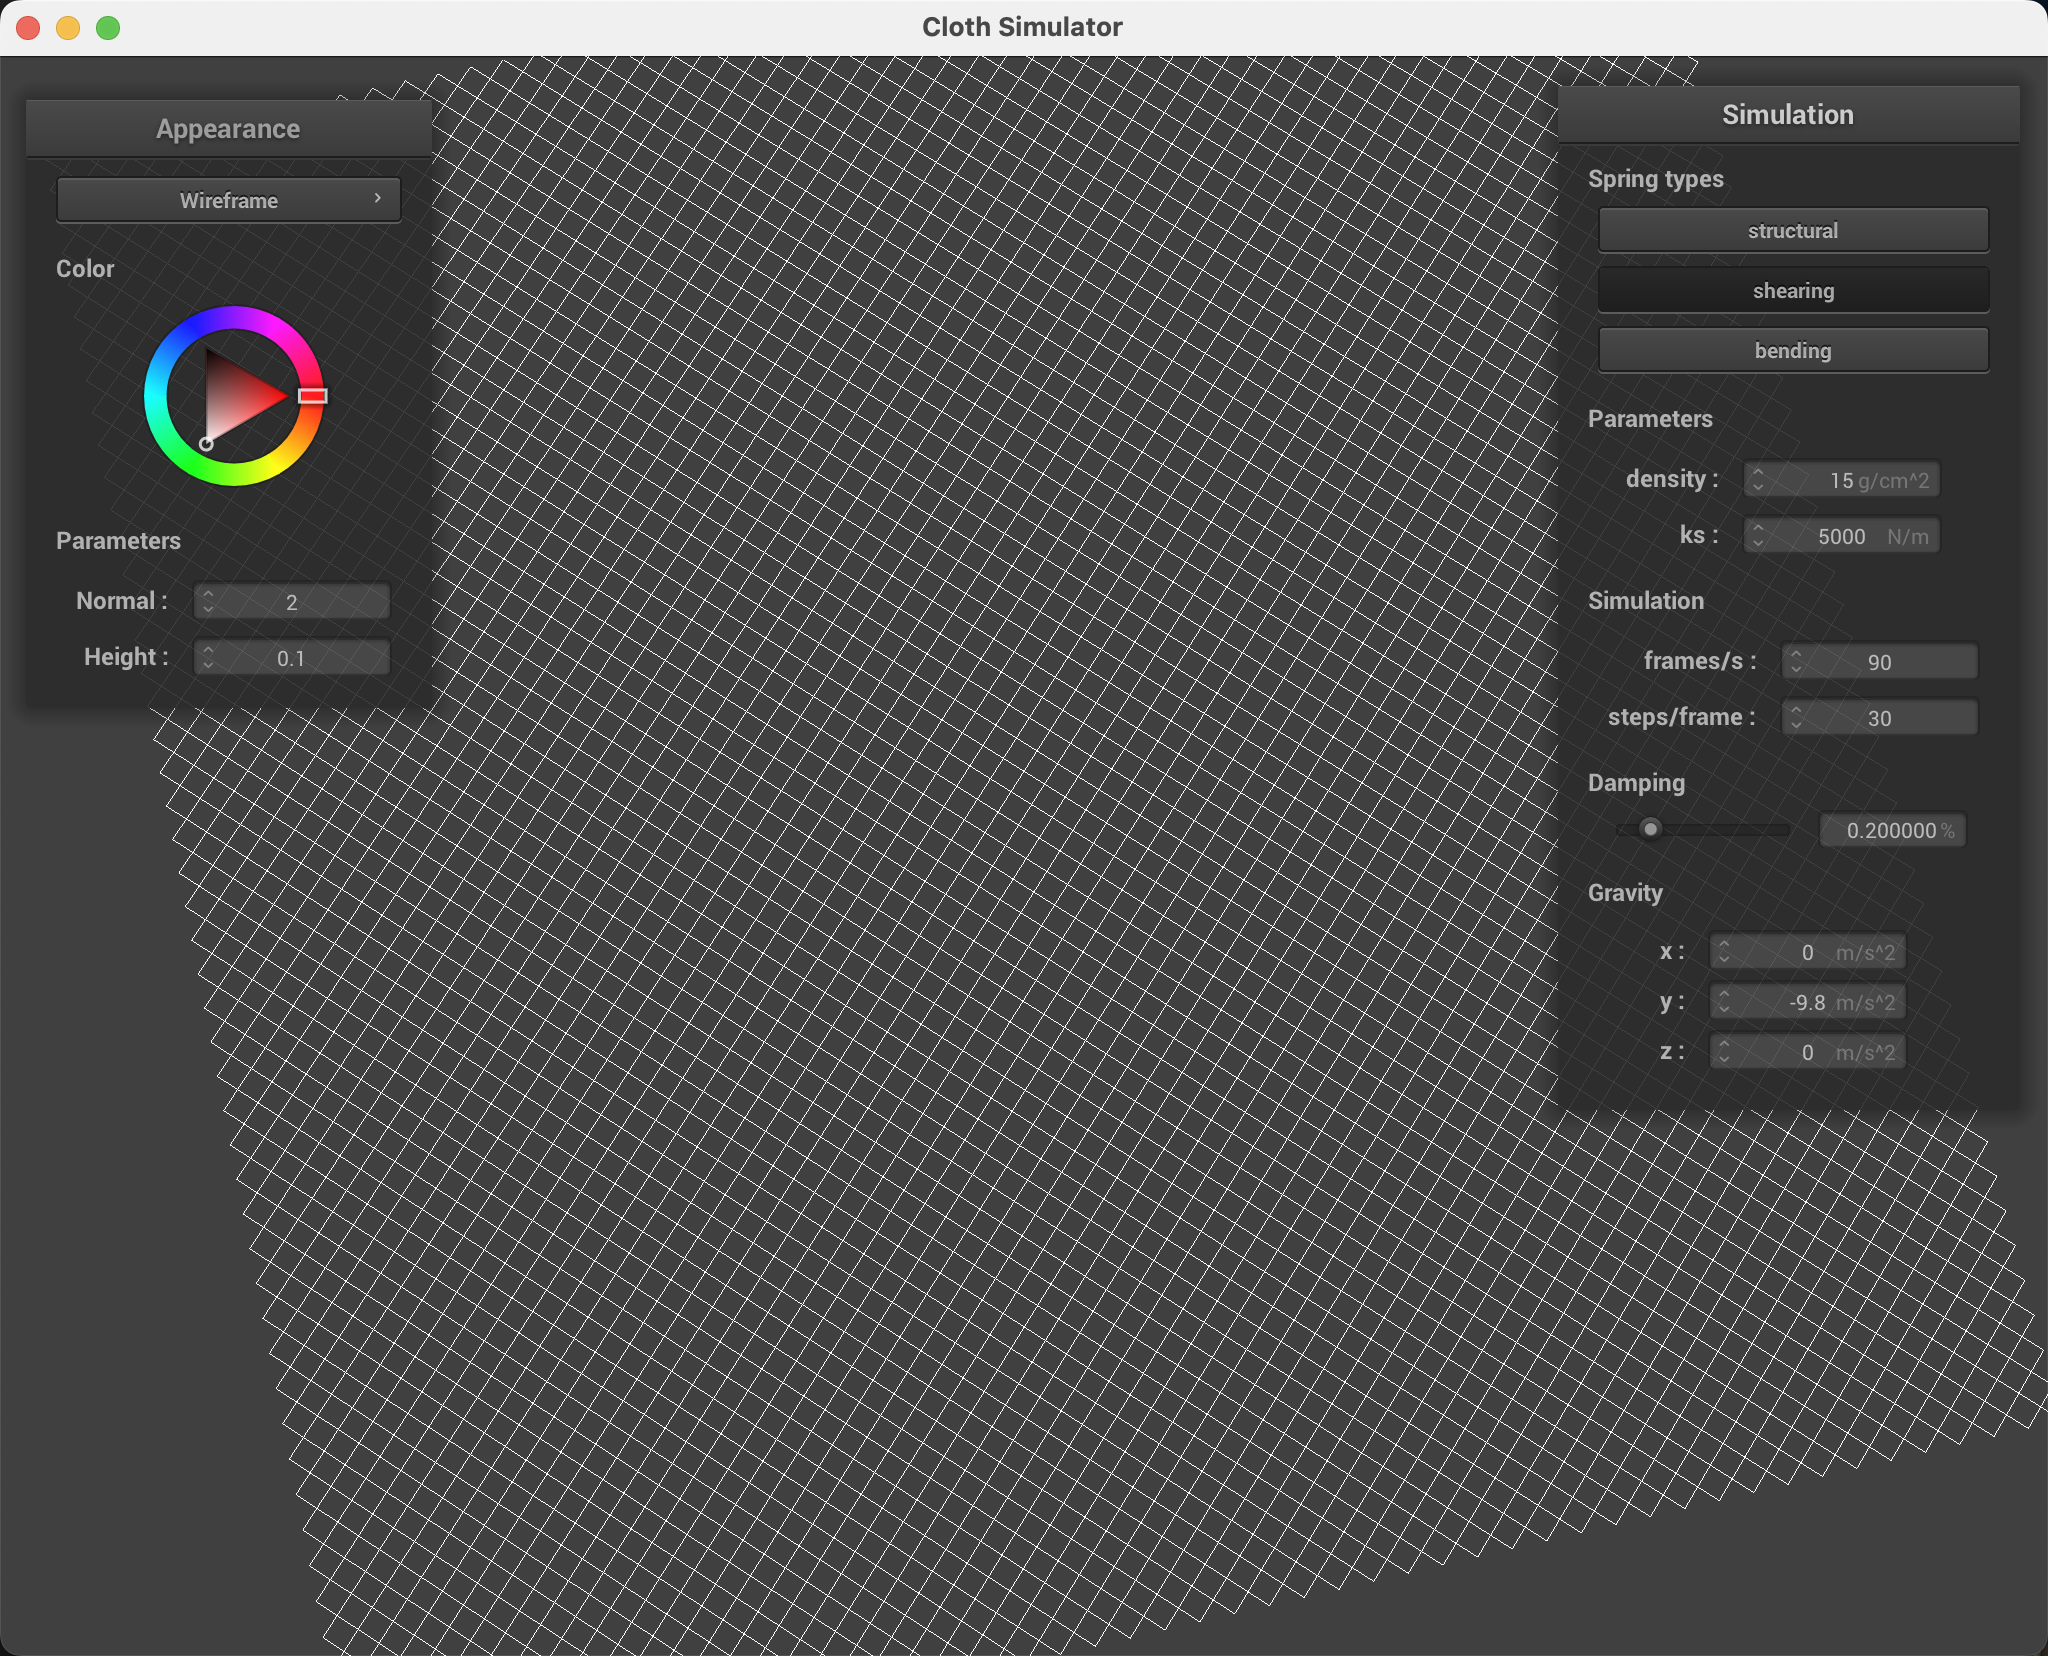 Cloth Simulator
Appearance
Wireframe
Color
Parameters
Normal : 2
Height : 0.1
Simulation
Spring types
structural
shearing
bending
Parameters
density : 15 g/cm^2
ks : 5000 N/m
Simulation
frames/s : 90
steps/frame : 30
Damping
0.200000 %
Gravity
x : 0 m/s^2
y : -9.8 m/s^2
z : 0 m/s^2